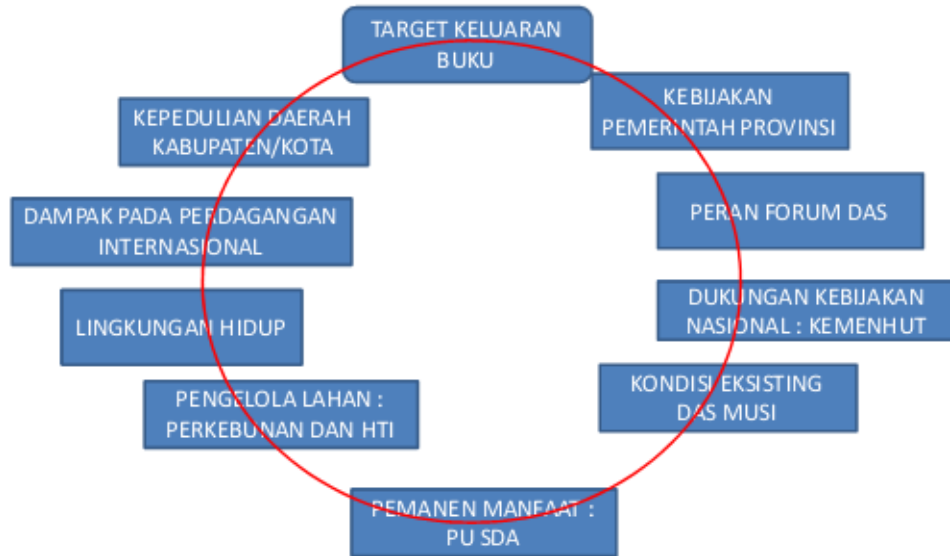 TARGET KELUARAN
BUKU
KEBIJAKAN
PEMERINTAH PROVINSI
PERAN FORUM DAS
DUKUNGAN KEBIJAKAN
NASIONAL : KEMENHUT
KONDISI EKSISTING
DAS MUSI
PEMANEN MANFAAT :
PU SDA
PENGELOLA LAHAN :
PERKEBUNAN DAN HTI
LINGKUNGAN HIDUP
DAMPAK PADA PERDAGANGAN
INTERNASIONAL
KEPEDULIAN DAERAH
KABUPATEN/KOTA